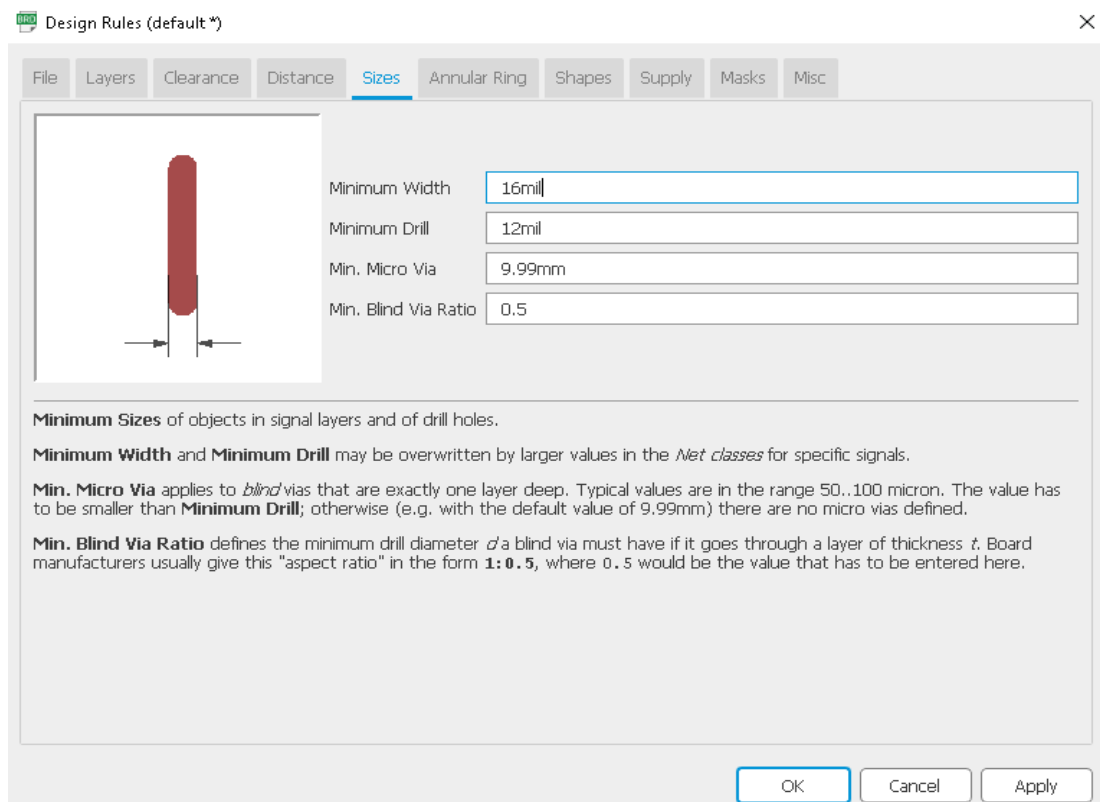 BRD
Design Rules (default *)
File Layers Clearance Distance Sizes Annular Ring Shapes Supply Masks Misc
Minimum Width 16mil
Minimum Drill 12mil
Min. Micro Via 9.99mm
Min. Blind Via Ratio 0.5
Minimum Sizes of objects in signal layers and of drill holes.
Minimum Width and Minimum Drill may be overwritten by larger values in the Net classes for specific signals.
Min. Micro Via applies to blind vias that are exactly one layer deep. Typical values are in the range 50..100 micron. The value has
to be smaller than Minimum Drill; otherwise (e.g. with the default value of 9.99mm) there are no micro vias defined.
Min. Blind Via Ratio defines the minimum drill diameter d a blind via must have if it goes through a layer of thickness t. Board
manufacturers usually give this "aspect ratio" in the form 1:0.5, where 0.5 would be the value that has to be entered here.
OK Cancel Apply